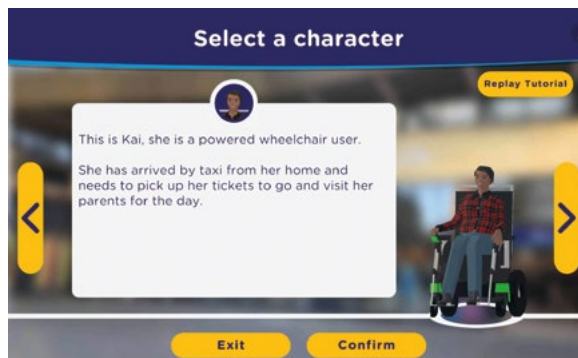 Select a character
Replay Tutorial
This is Kai, she is a powered wheelchair user.
She has arrived by taxi from her home and
needs to pick up her tickets to go and visit her
parents for the day.
Exit
Confirm